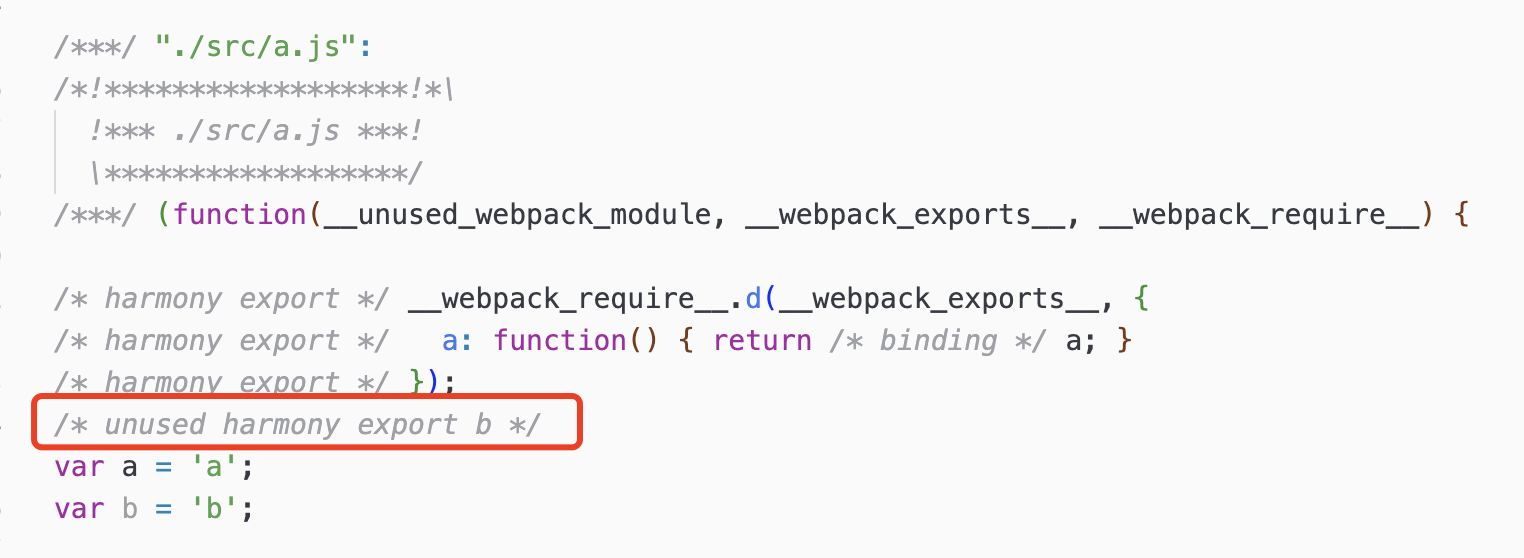 /***/ "./src/a.js":
/*!******************!*\
!*** ./src/a.js ***!
\******************/
/***/ (function(__unused_webpack_module, __webpack_exports__, __webpack_require__) {
/* harmony export */ __webpack_require__.d(__webpack_exports__, {
/* harmony export */   a: function() { return /* binding */ a; }
/* harmony export */ });
/* unused harmony export b */
var a = 'a';
var b = 'b';